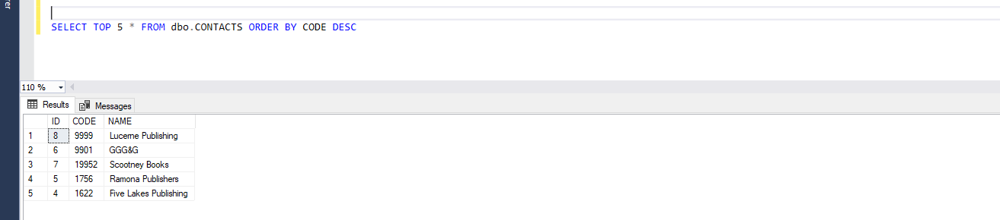 rer
SELECT TOP 5 * FROM dbo.CONTACTS ORDER BY CODE DESC
110 %
Results Messages
ID CODE NAME
1 8 9999 Lucerne Publishing
2 6 9901 GGG&G
3 7 19952 Scootney Books
4 5 1756 Ramona Publishers
5 4 1622 Five Lakes Publishing